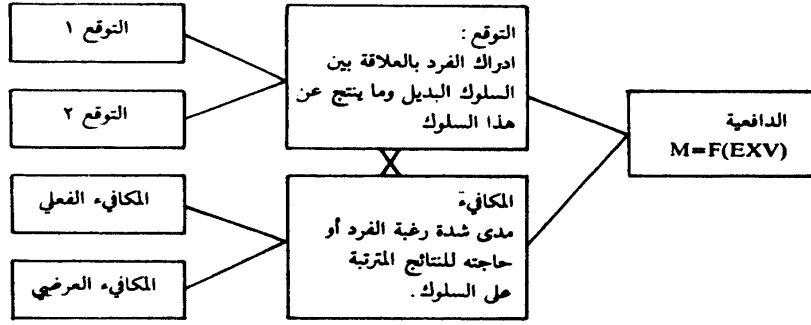 التوقع ١
التوقع ٢
المكافيء الفعلي
المكافيء العرضي
التوقع :
ادراك الفرد بالعلاقة بين
السلوك البديل وما ينتج عن
هذا السلوك
المكافيء
مدى شدة رغبة الفرد أو
حاجته للنتائج المترتبة
على السلوك .
الدافعية
M=F(EXV)